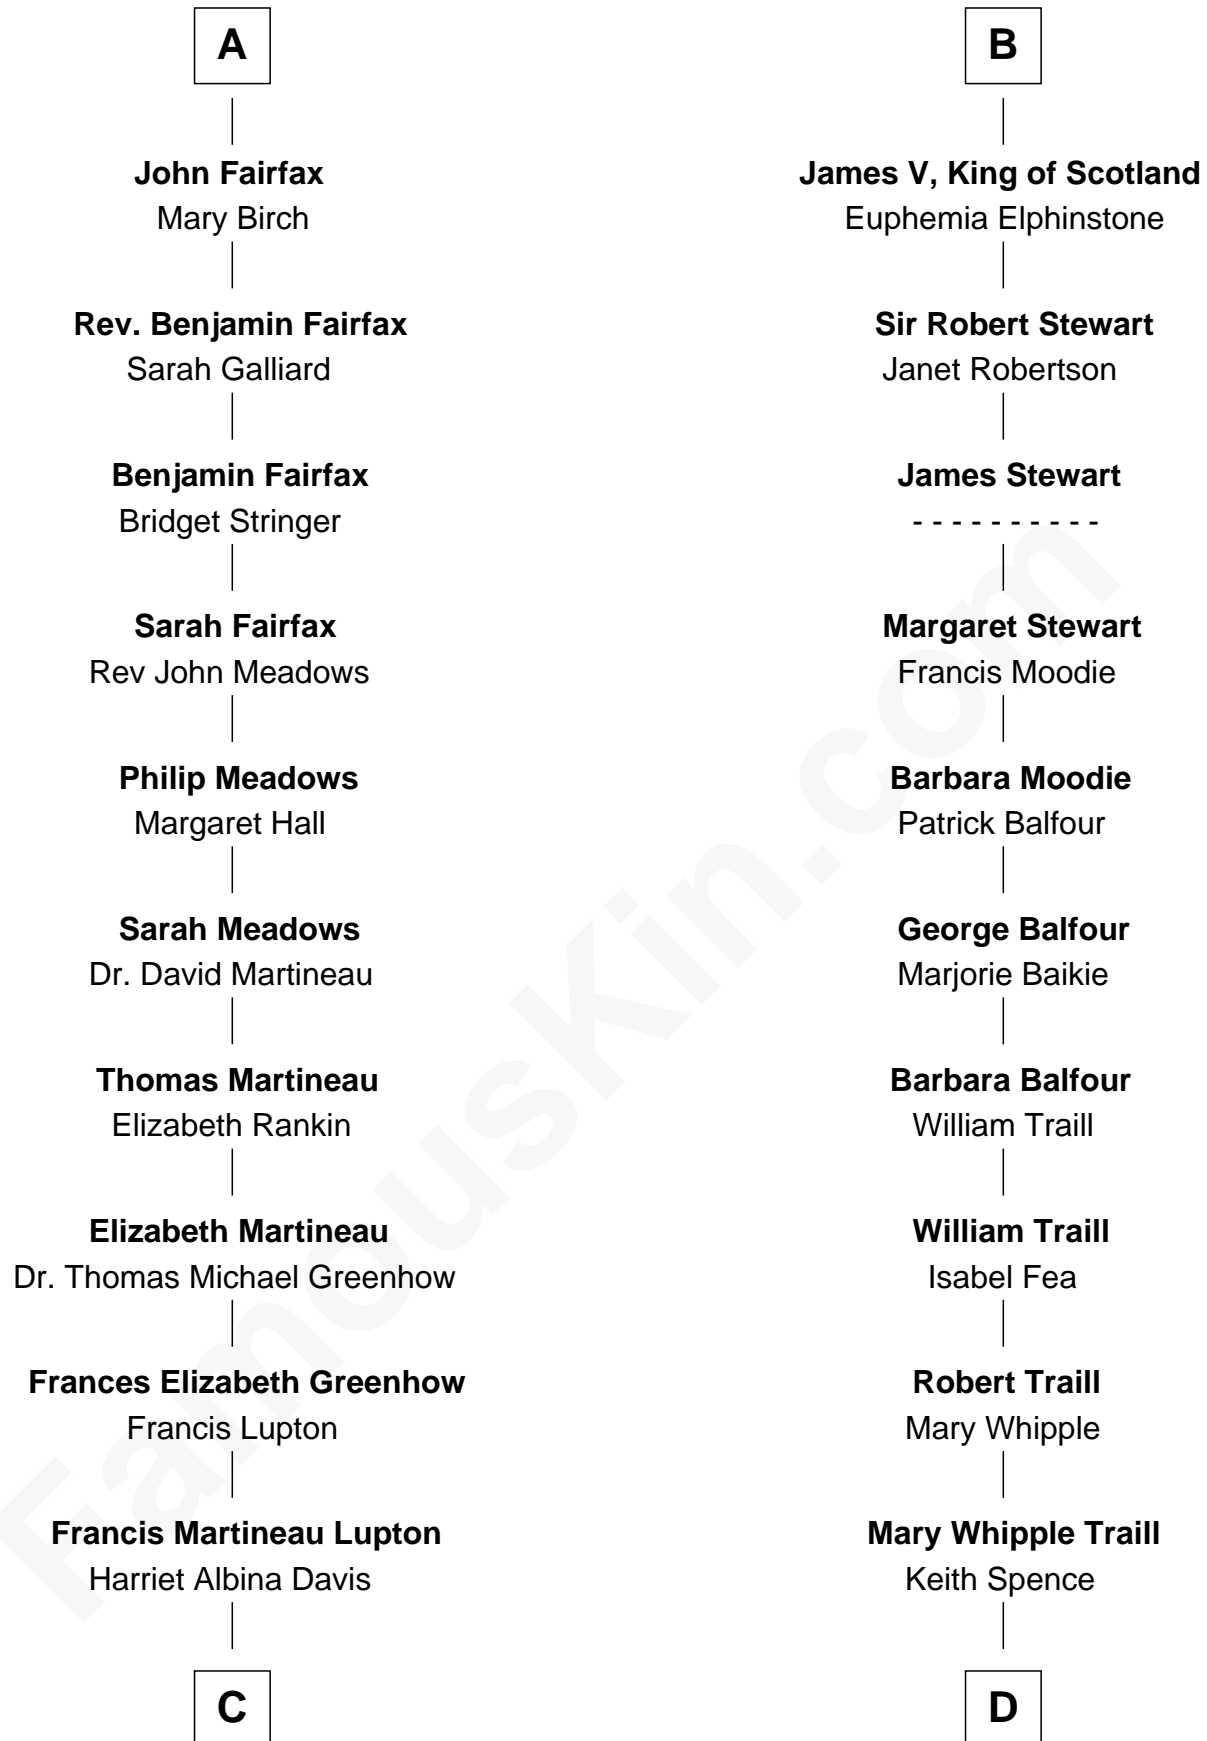 A
John Fairfax
Mary Birch
Rev. Benjamin Fairfax
Sarah Galliard
Benjamin Fairfax
Bridget Stringer
Sarah Fairfax
Rev John Meadows
Philip Meadows
Margaret Hall
Sarah Meadows
Dr. David Martineau
Thomas Martineau
Elizabeth Rankin
Elizabeth Martineau
Dr. Thomas Michael Greenhow
Frances Elizabeth Greenhow
Francis Lupton
Francis Martineau Lupton
Harriet Albina Davis
C
B
James V, King of Scotland
Euphemia Elphinstone
Sir Robert Stewart
Janet Robertson
James Stewart
- - - - - - - - - -
Margaret Stewart
Francis Moodie
Barbara Moodie
Patrick Balfour
George Balfour
Marjorie Baikie
Barbara Balfour
William Traill
William Traill
Isabel Fea
Robert Traill
Mary Whipple
Mary Whipple Traill
Keith Spence
D
FamousKin.com